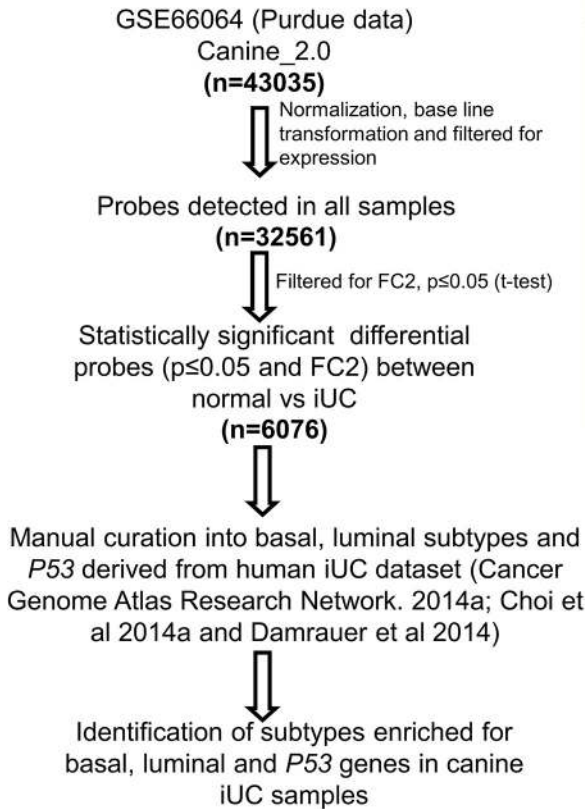 GSE66064 (Purdue data)
Canine_2.0
(n=43035)
Normalization, base line
transformation and filtered for
expression
Probes detected in all samples
(n=32561)
Filtered for FC2, p≤0.05 (t-test)
Statistically significant differential
probes (p≤0.05 and FC2) between
normal vs iUC
(n=6076)
Manual curation into basal, luminal subtypes and
P53 derived from human iUC dataset (Cancer
Genome Atlas Research Network. 2014a; Choi et
al 2014a and Damrauer et al 2014)
Identification of subtypes enriched for
basal, luminal and P53 genes in canine
iUC samples